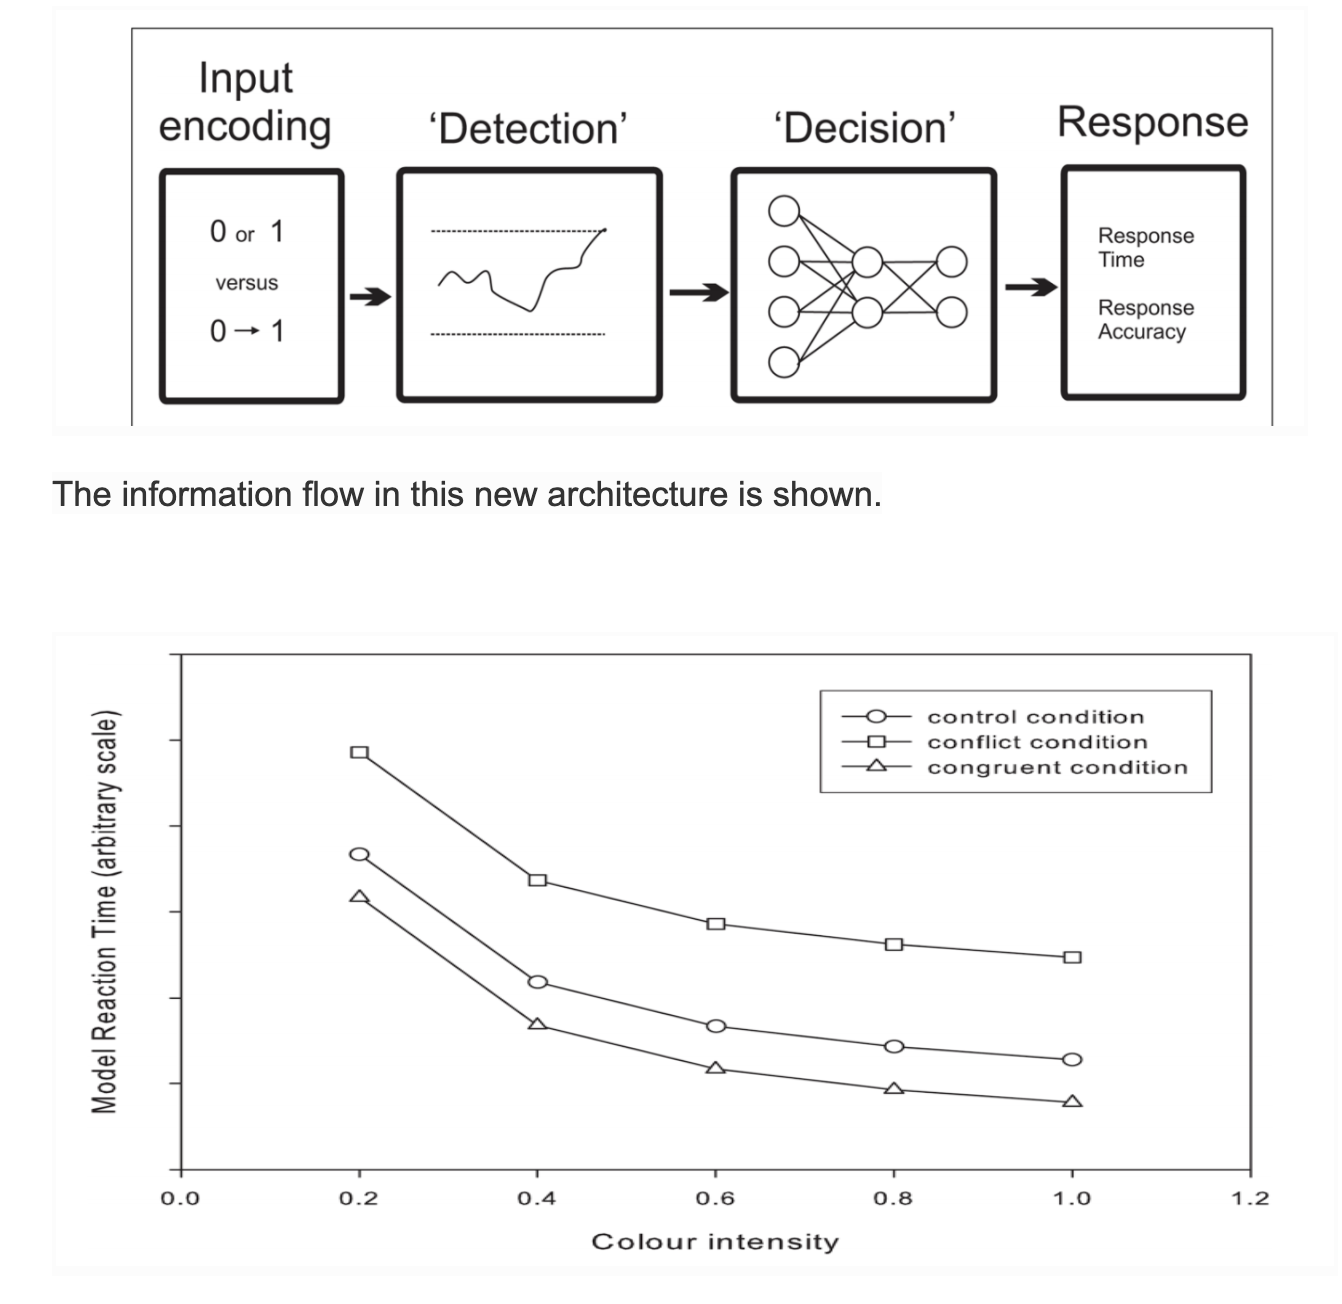 Input
encoding
‘Detection’
‘Decision’
Response
0 or 1
versus
0 → 1
Response
Time
Response
Accuracy
The information flow in this new architecture is shown.
Model Reaction Time (arbitrary scale)
control condition
conflict condition
congruent condition
0.0 0.2 0.4 0.6 0.8 1.0 1.2
Colour intensity